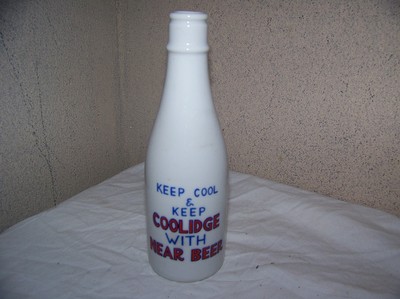 KEEP COOL
&
KEEP
COOLIDGE
WITH
NEAR BEER